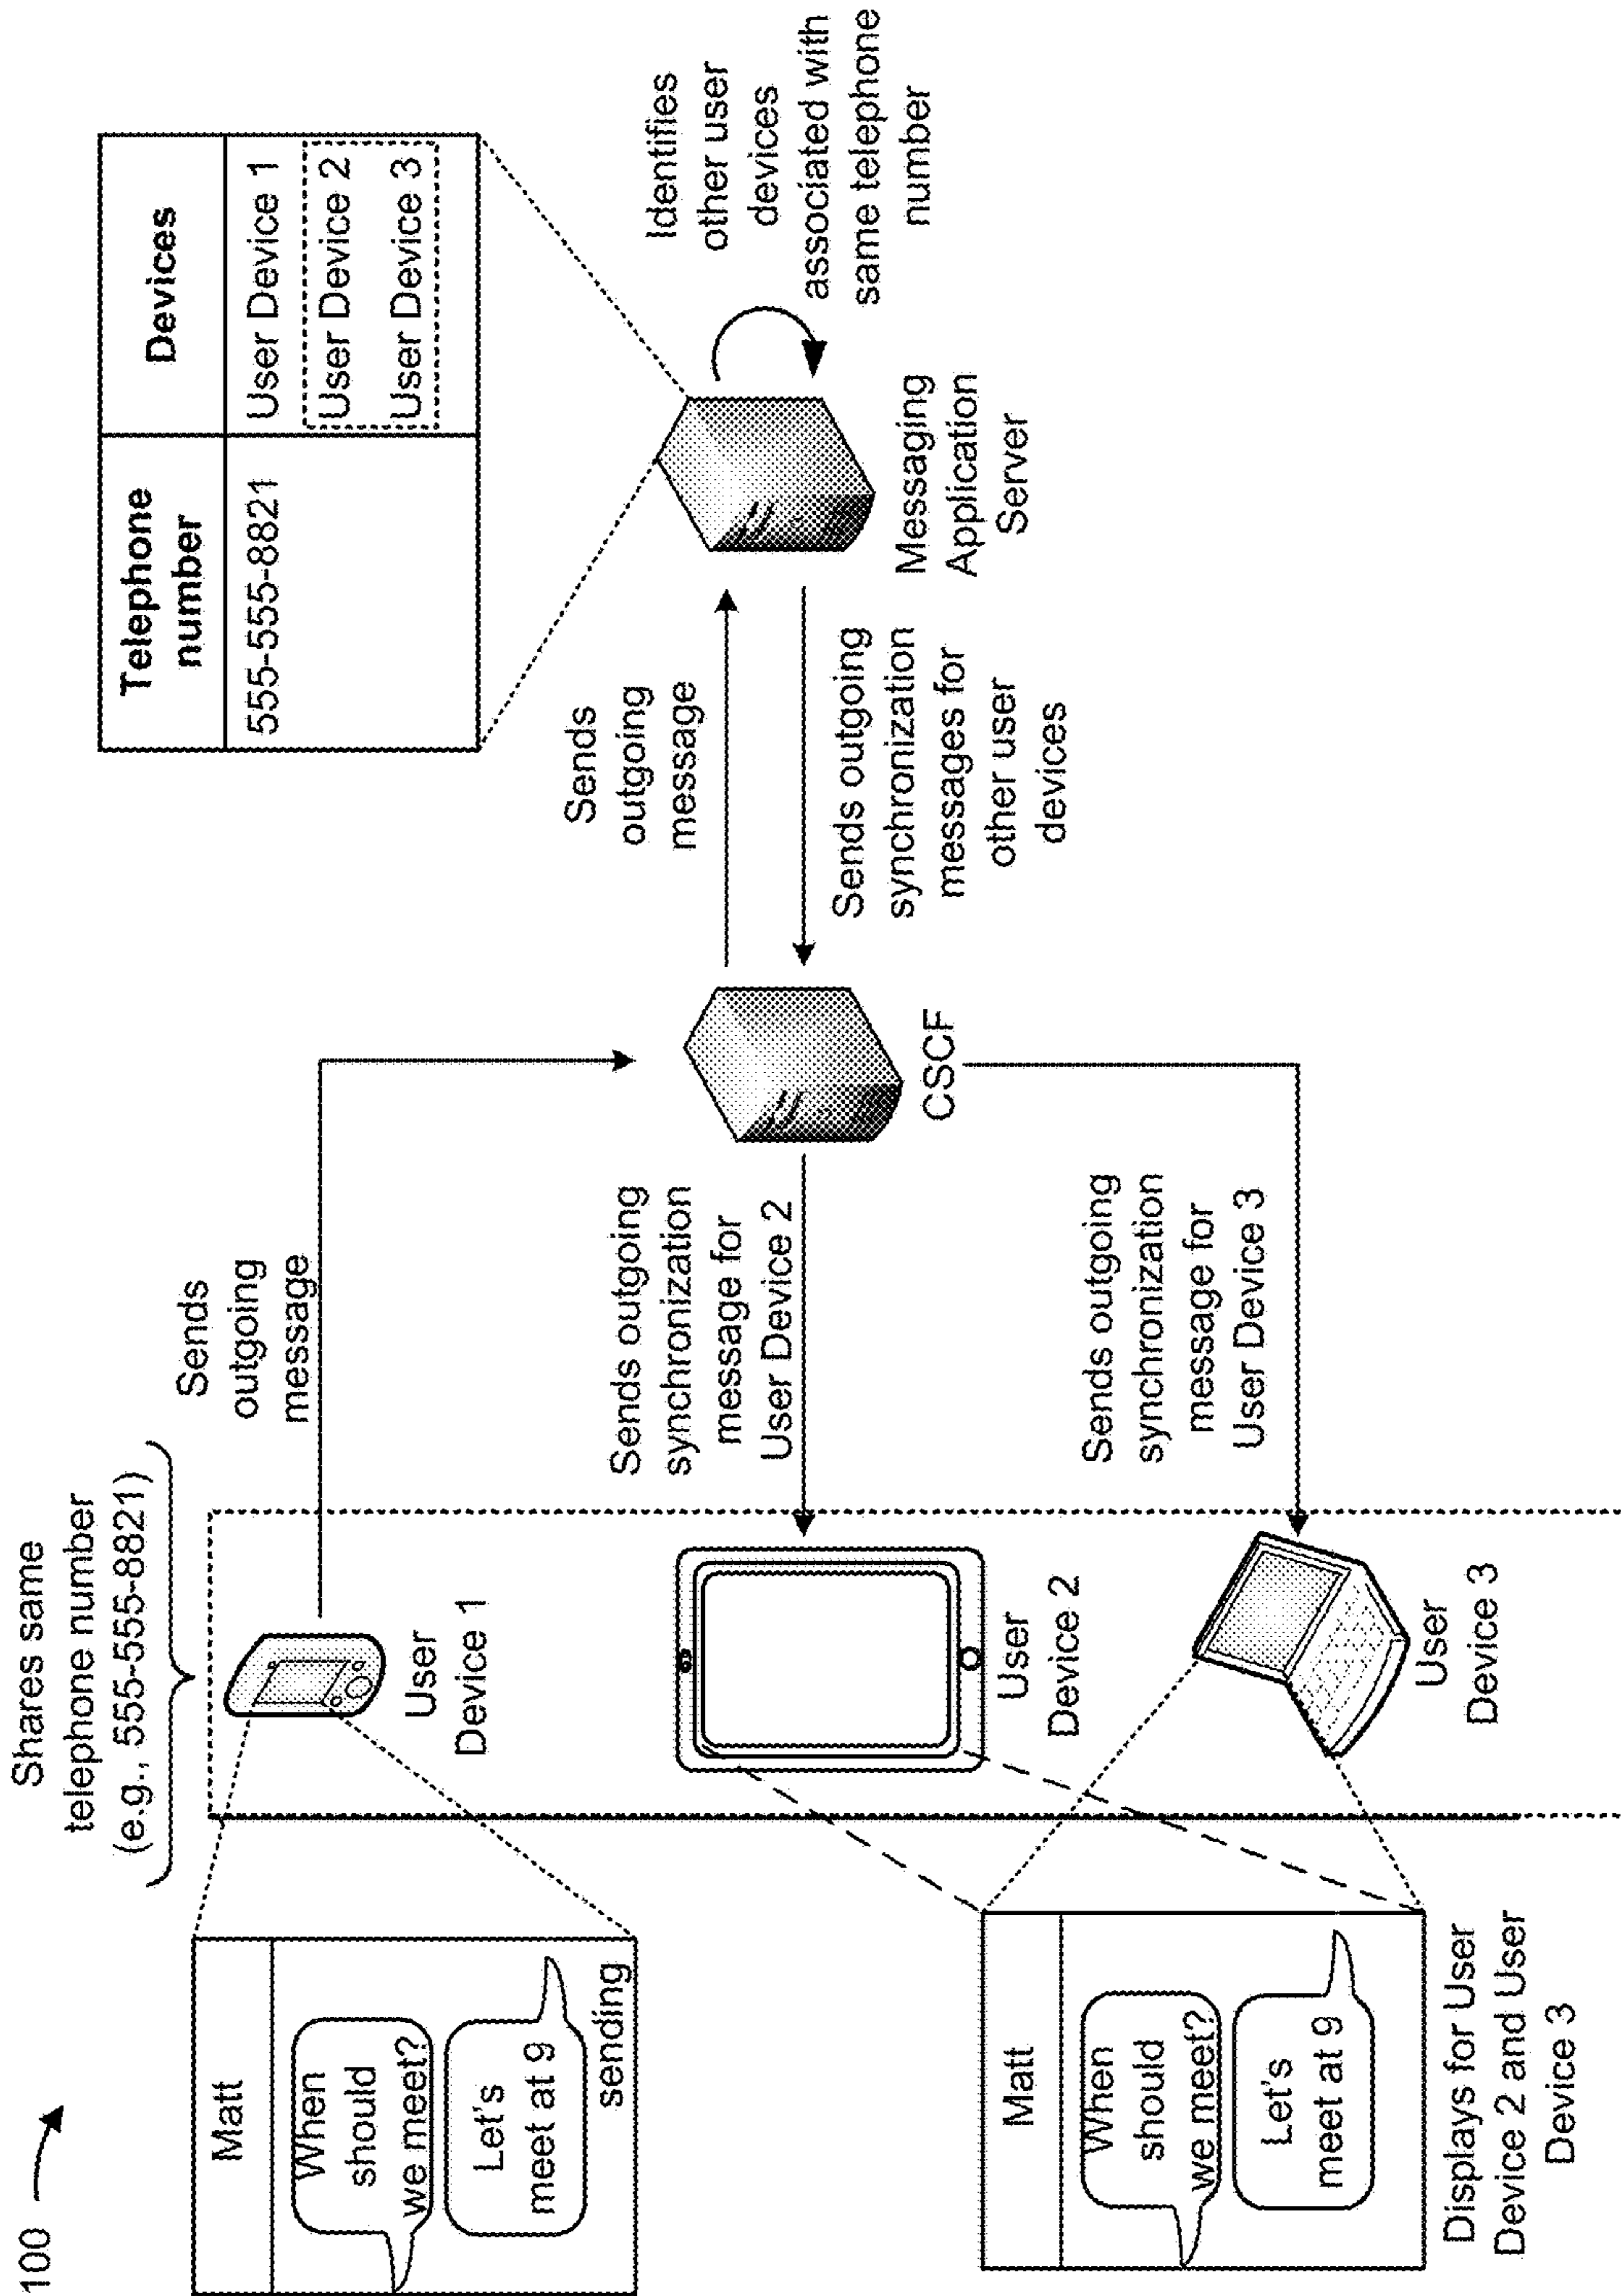 100
Shares same
telephone number
(e.g., 555-555-8821)
Matt
When
should
we meet?
Let's
meet at 9
sending
User
Device 1
Sends
outgoing
message
Telephone
number
Devices
555-555-8821
User Device 1
User Device 2
User Device 3
Sends
outgoing
message
Identifies
other user
devices
associated with
same telephone
number
Messaging
Application
Server
Sends outgoing
synchronization
messages for
other user
devices
CSCF
Sends outgoing
synchronization
message for
User Device 2
User
Device 2
Sends outgoing
synchronization
message for
User Device 3
User
Device 3
Matt
When
should
we meet?
Let's
meet at 9
Displays for User
Device 2 and User
Device 3